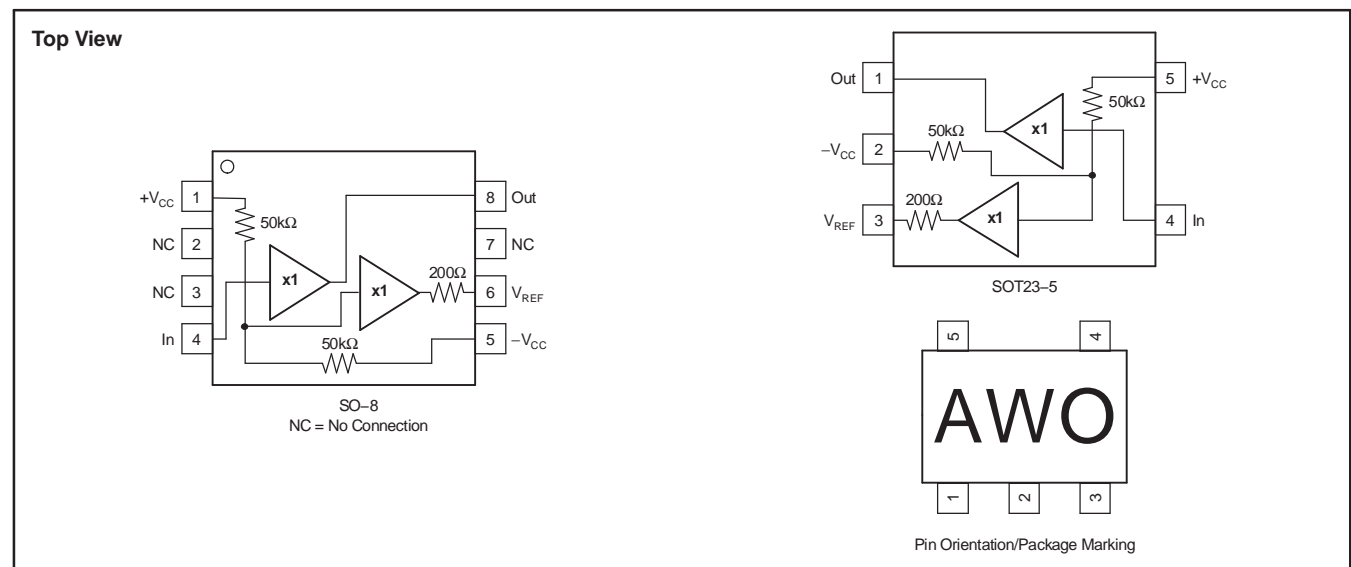 Top View
+VCC 1
50kΩ
8 Out
NC 2
7 NC
x1
x1
200Ω
NC 3
6 VREF
In 4
50kΩ
5 –VCC
SO–8
NC = No Connection
Out 1
5 +VCC
50kΩ
x1
50kΩ
–VCC 2
200Ω
VREF 3
x1
4 In
SOT23–5
5
4
AWO
1
2
3
Pin Orientation/Package Marking